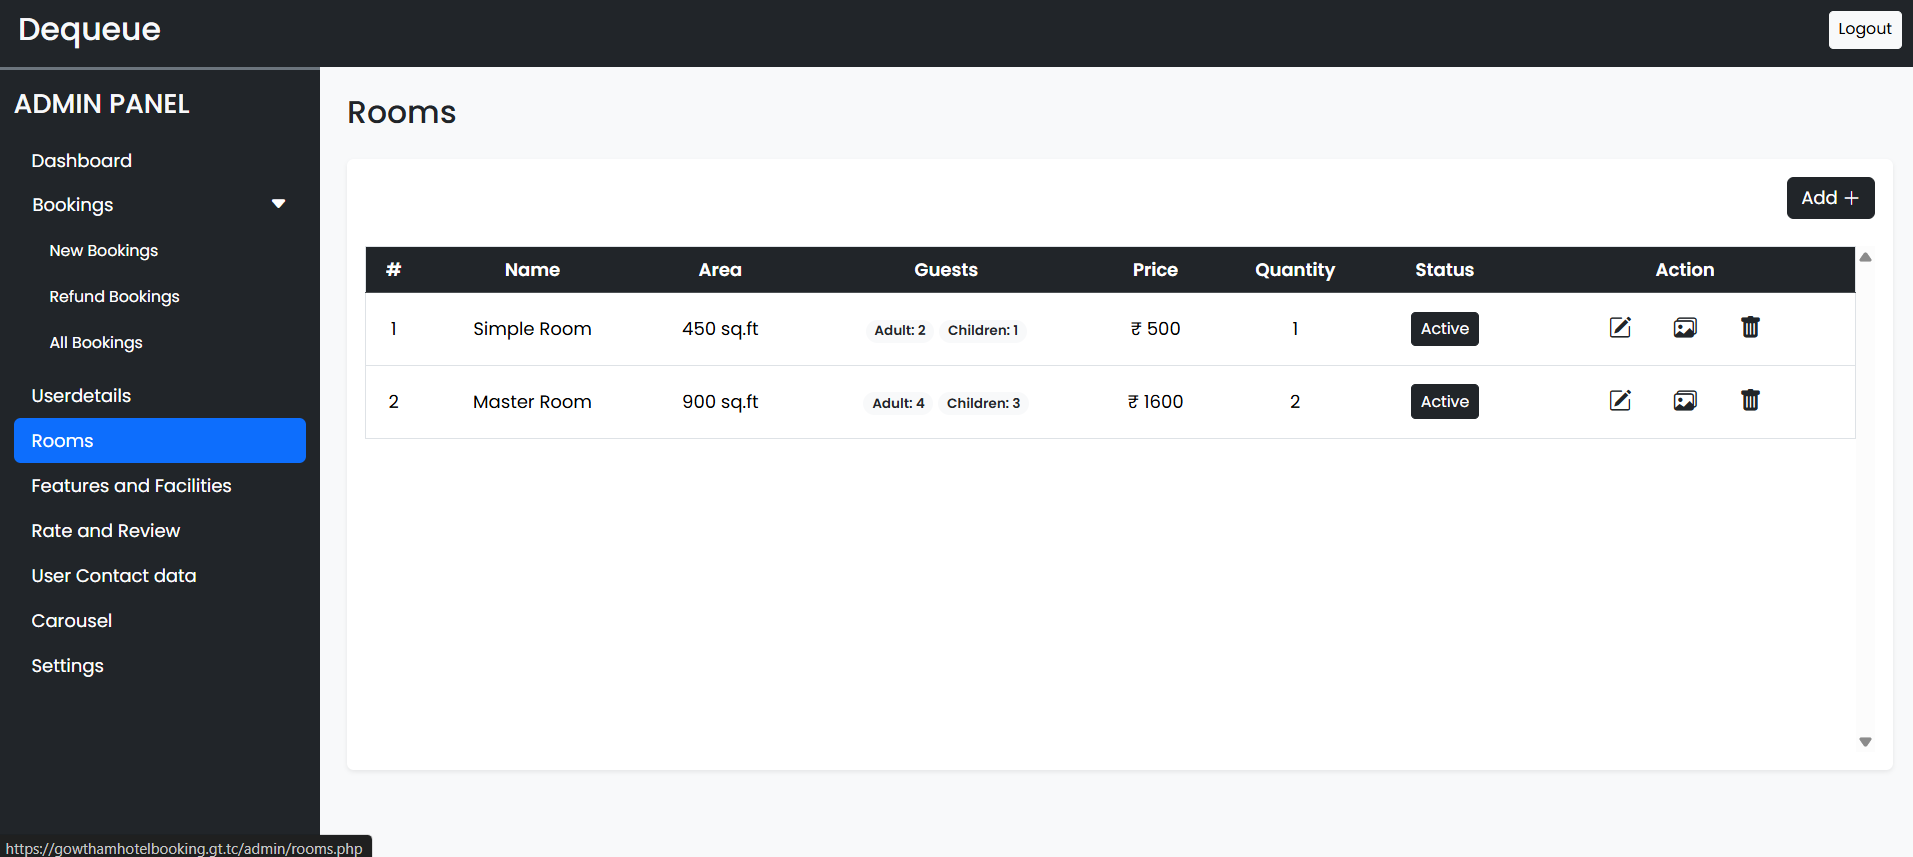 Dequeue
Logout
ADMIN PANEL
Dashboard
Bookings
New Bookings
Refund Bookings
All Bookings
Userdetails
Rooms
Features and Facilities
Rate and Review
User Contact data
Carousel
Settings
Rooms
Add +
# Name Area Guests Price Quantity Status Action
1 Simple Room 450 sq.ft Adult: 2 Children: 1 ₹ 500 1 Active
2 Master Room 900 sq.ft Adult: 4 Children: 3 ₹ 1600 2 Active
https://gowthamhotelbooking.gt.tc/admin/rooms.php